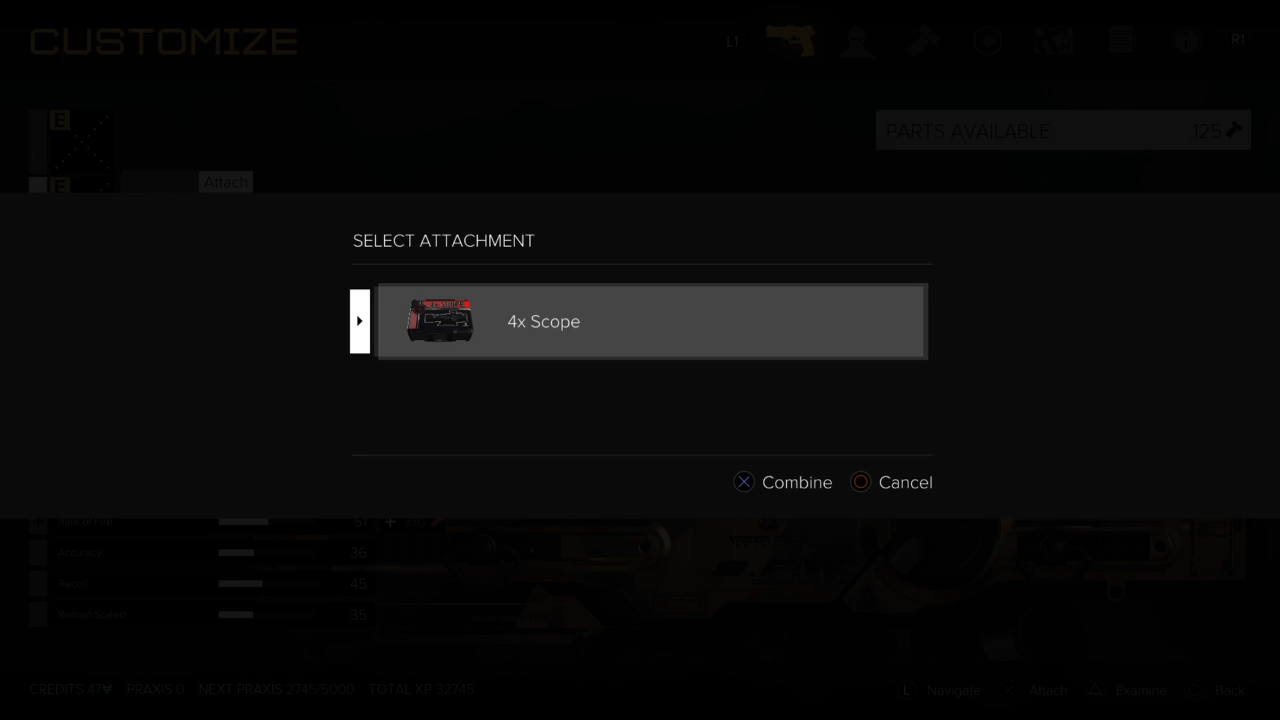 CUSTOMIZE
L1
R1
E
PARTS AVAILABLE 125
E
Attach
SELECT ATTACHMENT
4x Scope
Combine Cancel
Rate of Fire 51
Accuracy 36
Recoil 45
Reload Speed 35
CREDITS 47 PRAXIS 0 NEXT PRAXIS 2745/5000 TOTAL XP 32745
L Navigate Attach Examine Back